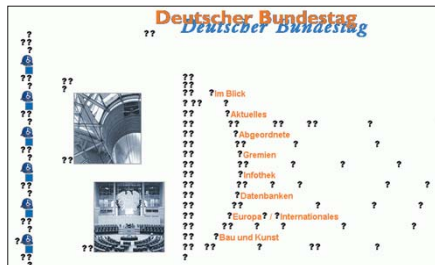 Deutscher Bundestag
Deutscher Bundestag
?
??
??
?
??
??
?
?Im Blick
?Aktuelles
?Abgeordnete
?Gremien
?Infothek
?Datenbanken
?Europa? / ?Internationales
?Bau und Kunst